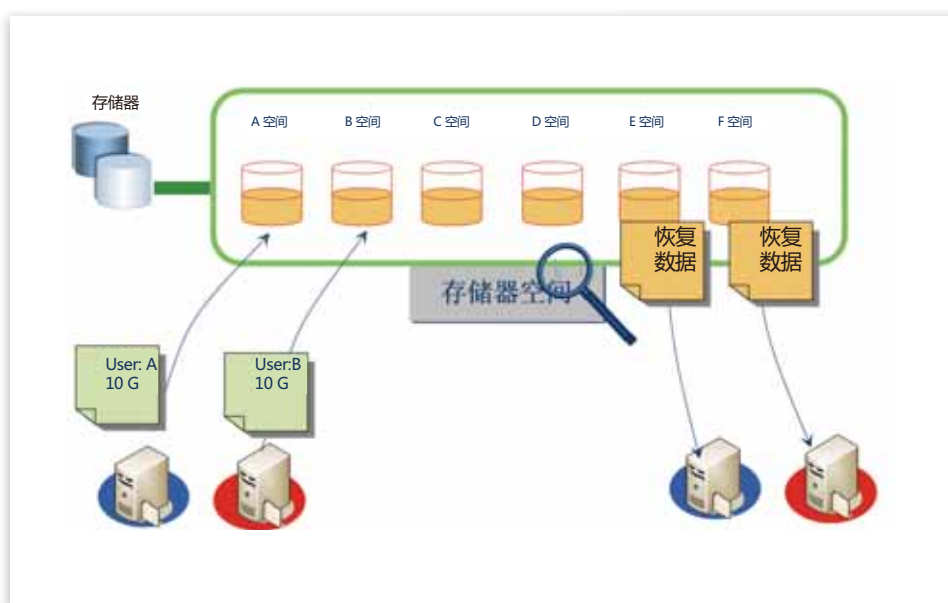 存储器
A 空间
B 空间
C 空间
D 空间
E 空间
F 空间
恢复
数据
恢复
数据
存储器空间
User: A
10 G
User:B
10 G